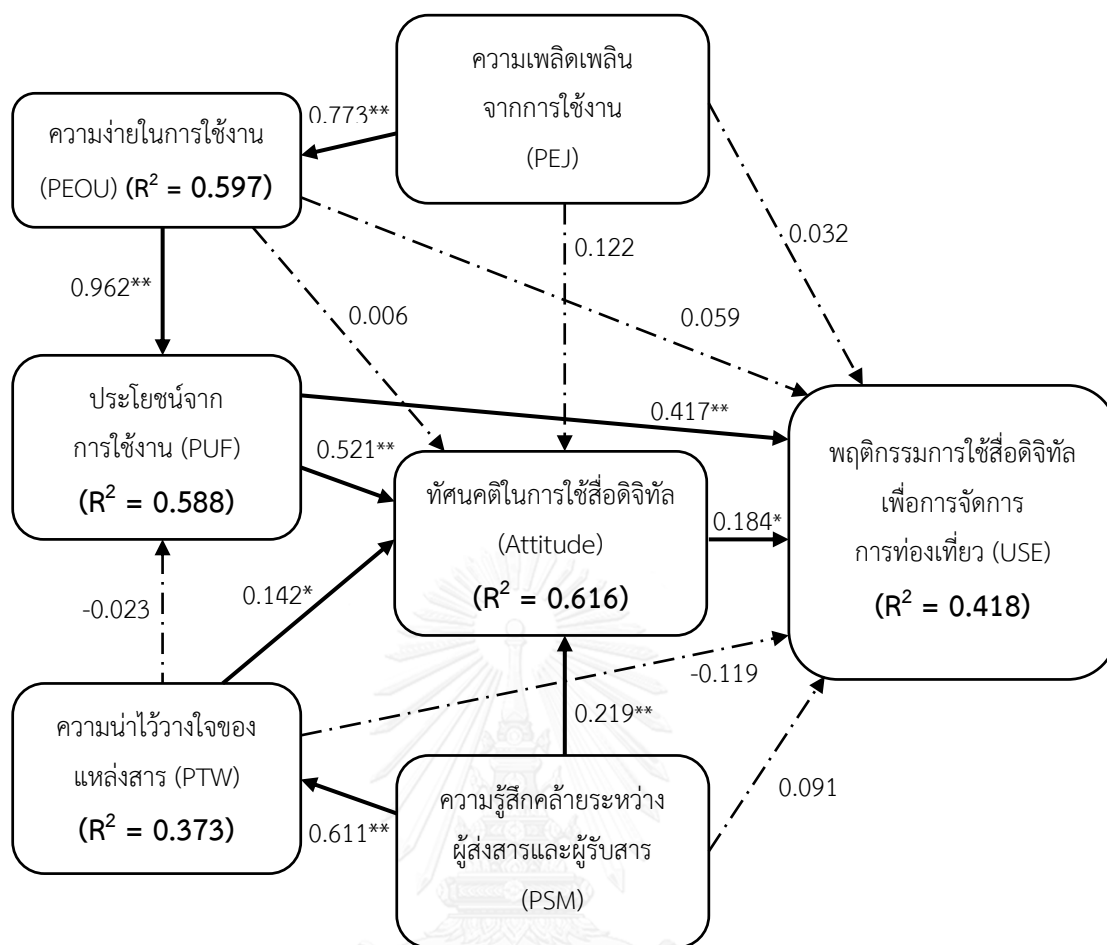 ความเพลิดเพลิน
จากการใช้งาน
(PEJ)
0.773**
ความง่ายในการใช้งาน
(PEOU) (R² = 0.597)
0.032
0.122
0.962**
0.006
0.059
ประโยชน์จาก
การใช้งาน (PUF)
(R² = 0.588)
0.417**
0.521**
ทัศนคติในการใช้สื่อดิจิทัล
(Attitude)
(R² = 0.616)
0.184*
พฤติกรรมการใช้สื่อดิจิทัล
เพื่อการจัดการ
การท่องเที่ยว (USE)
(R² = 0.418)
-0.023
0.142*
-0.119
0.219**
ความน่าไว้วางใจของ
แหล่งสาร (PTW)
(R² = 0.373)
0.611**
ความรู้สึกคล้ายระหว่าง
ผู้ส่งสารและผู้รับสาร
(PSM)
0.091